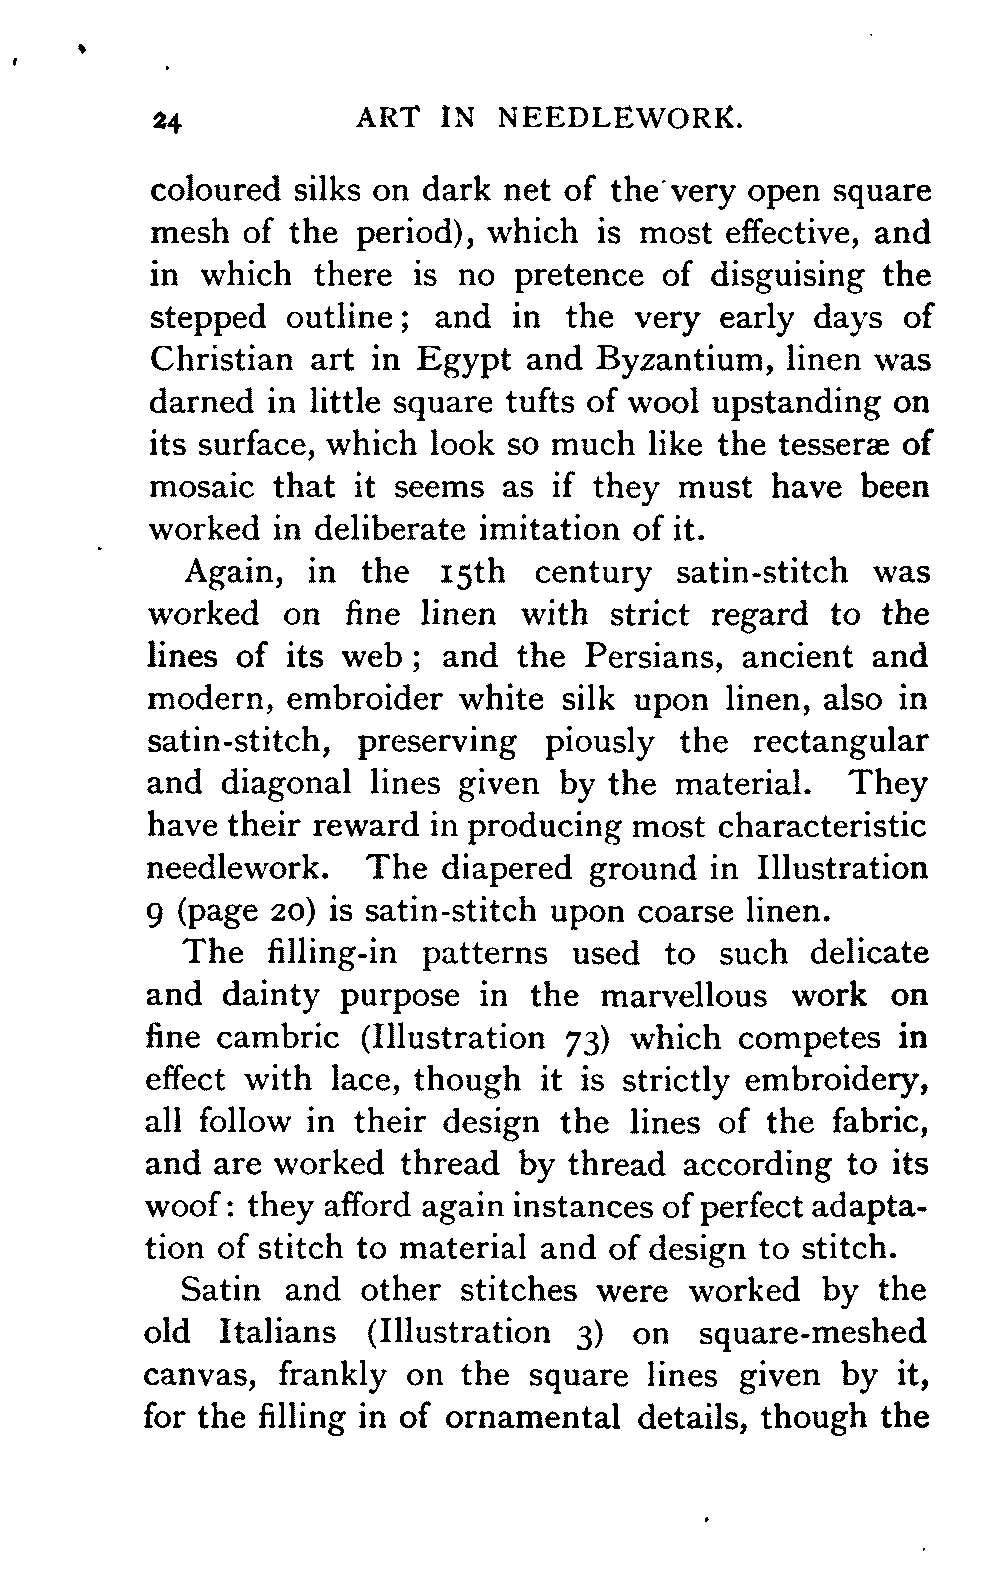 24 ART IN NEEDLEWORK.
coloured silks on dark net of the very open square
mesh of the period), which is most effective, and
in which there is no pretence of disguising the
stepped outline; and in the very early days of
Christian art in Egypt and Byzantium, linen was
darned in little square tufts of wool upstanding on
its surface, which look so much like the tesseræ of
mosaic that it seems as if they must have been
worked in deliberate imitation of it.
Again, in the 15th century satin-stitch was
worked on fine linen with strict regard to the
lines of its web; and the Persians, ancient and
modern, embroider white silk upon linen, also in
satin-stitch, preserving piously the rectangular
and diagonal lines given by the material. They
have their reward in producing most characteristic
needlework. The diapered ground in Illustration
9 (page 20) is satin-stitch upon coarse linen.
The filling-in patterns used to such delicate
and dainty purpose in the marvellous work on
fine cambric (Illustration 73) which competes in
effect with lace, though it is strictly embroidery,
all follow in their design the lines of the fabric,
and are worked thread by thread according to its
woof: they afford again instances of perfect adapta-
tion of stitch to material and of design to stitch.
Satin and other stitches were worked by the
old Italians (Illustration 3) on square-meshed
canvas, frankly on the square lines given by it,
for the filling in of ornamental details, though the